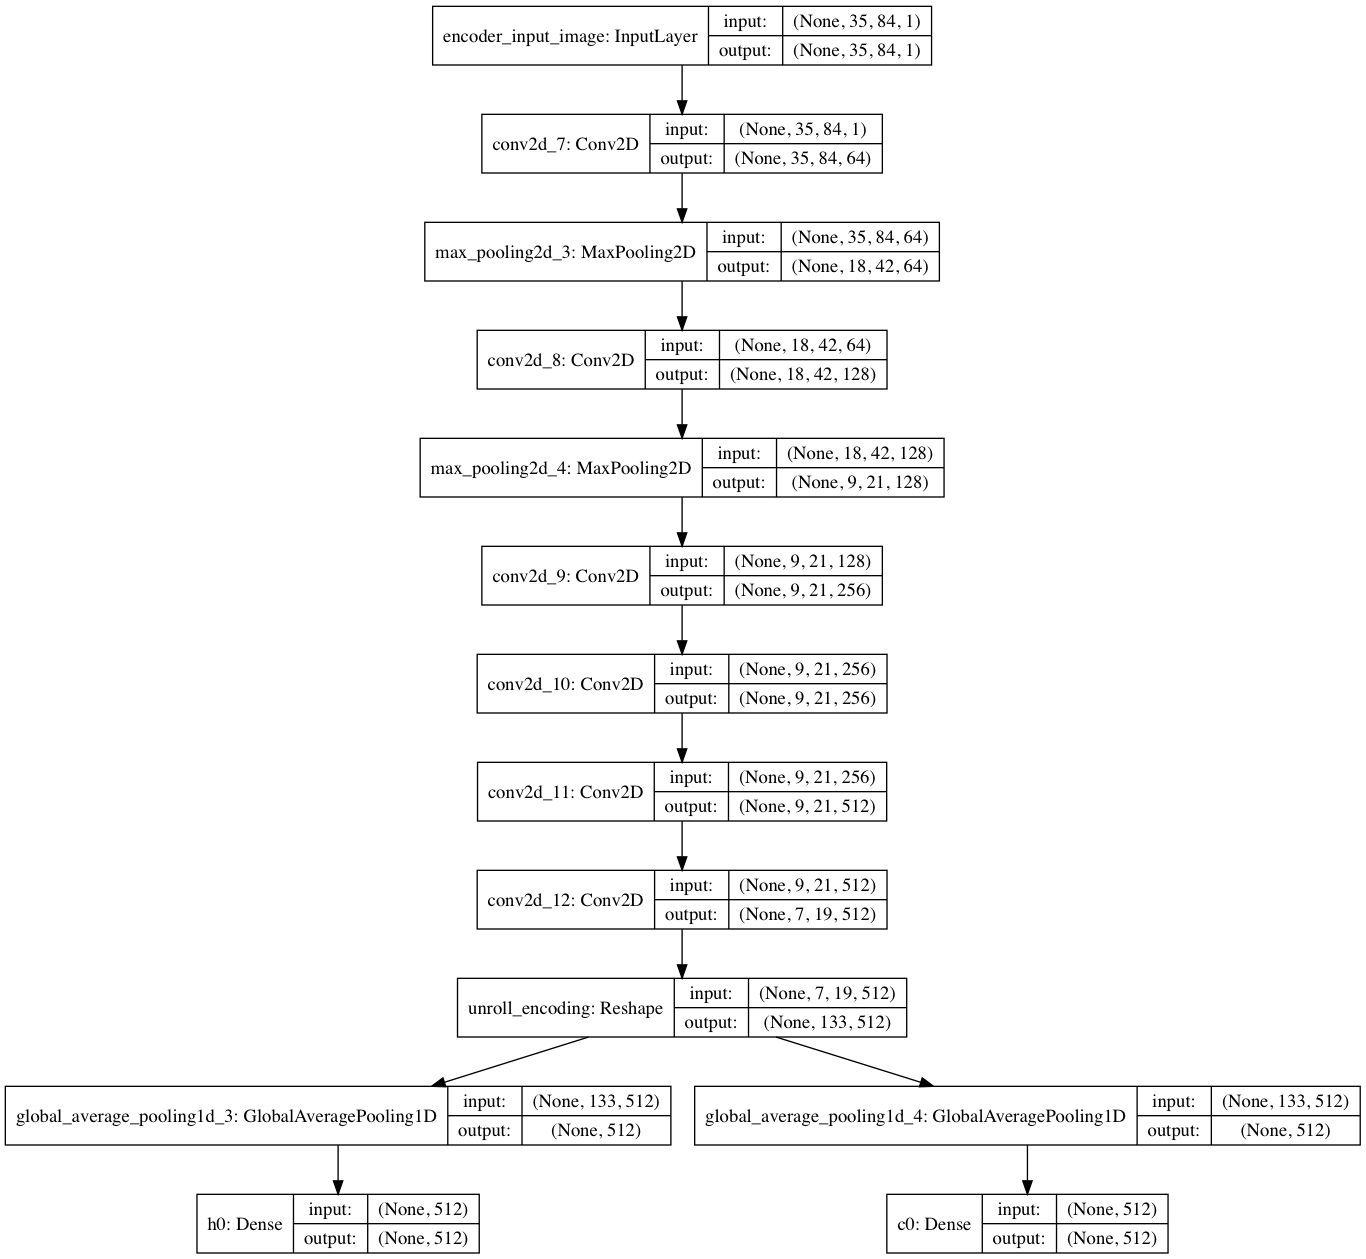 encoder_input_image: InputLayer
input: (None, 35, 84, 1)
output: (None, 35, 84, 1)
conv2d_7: Conv2D
input: (None, 35, 84, 1)
output: (None, 35, 84, 64)
max_pooling2d_3: MaxPooling2D
input: (None, 35, 84, 64)
output: (None, 18, 42, 64)
conv2d_8: Conv2D
input: (None, 18, 42, 64)
output: (None, 18, 42, 128)
max_pooling2d_4: MaxPooling2D
input: (None, 18, 42, 128)
output: (None, 9, 21, 128)
conv2d_9: Conv2D
input: (None, 9, 21, 128)
output: (None, 9, 21, 256)
conv2d_10: Conv2D
input: (None, 9, 21, 256)
output: (None, 9, 21, 256)
conv2d_11: Conv2D
input: (None, 9, 21, 256)
output: (None, 9, 21, 512)
conv2d_12: Conv2D
input: (None, 9, 21, 512)
output: (None, 7, 19, 512)
unroll_encoding: Reshape
input: (None, 7, 19, 512)
output: (None, 133, 512)
global_average_pooling1d_3: GlobalAveragePooling1D
input: (None, 133, 512)
output: (None, 512)
global_average_pooling1d_4: GlobalAveragePooling1D
input: (None, 133, 512)
output: (None, 512)
h0: Dense
input: (None, 512)
output: (None, 512)
c0: Dense
input: (None, 512)
output: (None, 512)